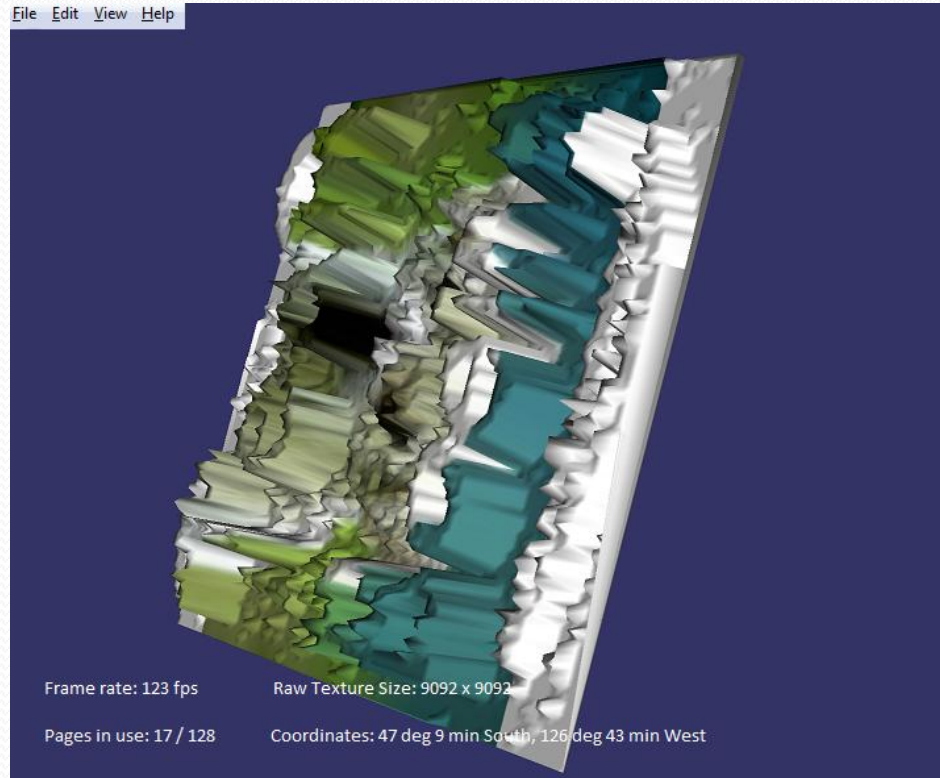 File Edit View Help
Frame rate: 123 fps Raw Texture Size: 9092 x 9092
Pages in use: 17 / 128 Coordinates: 47 deg 9 min South, 126 deg 43 min West